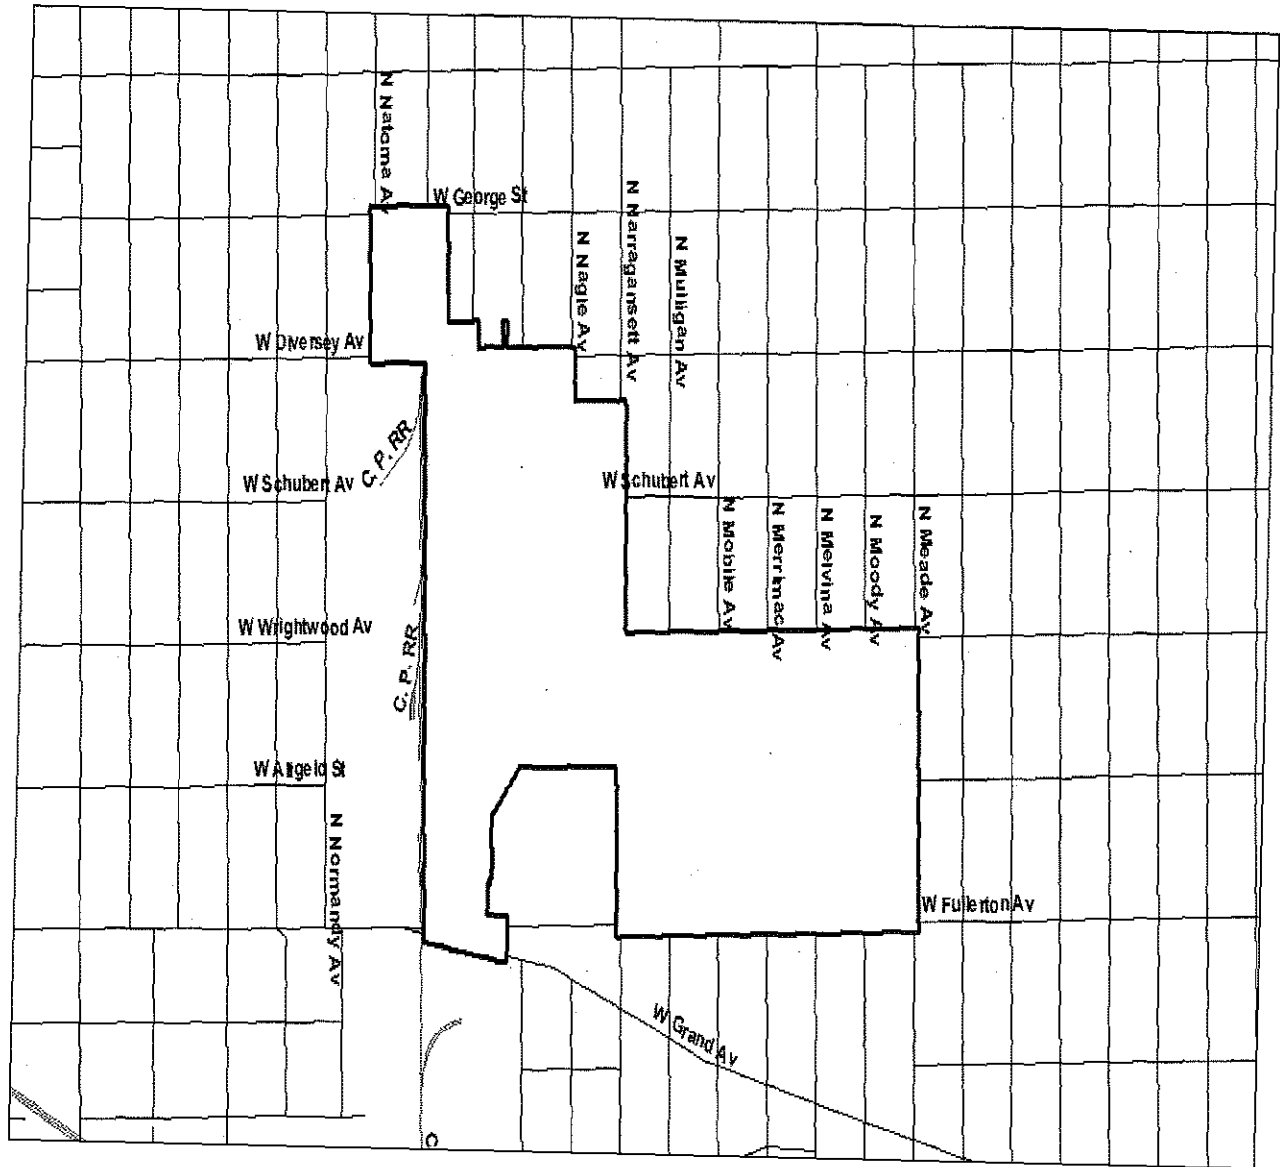 N Natoma Av
W George St
N Narragansett Av
N Nagle Av
N Mulligan Av
W Diversey Av
C. P. RR
W Schubert Av
W Schubert Av
N Mobile Av
N Merrimac Av
N Melvina Av
N Moody Av
N Meade Av
W Wrightwood Av
C. P. RR
W Altgeld St
N Normandy Av
W Fullerton Av
W Grand Av
C